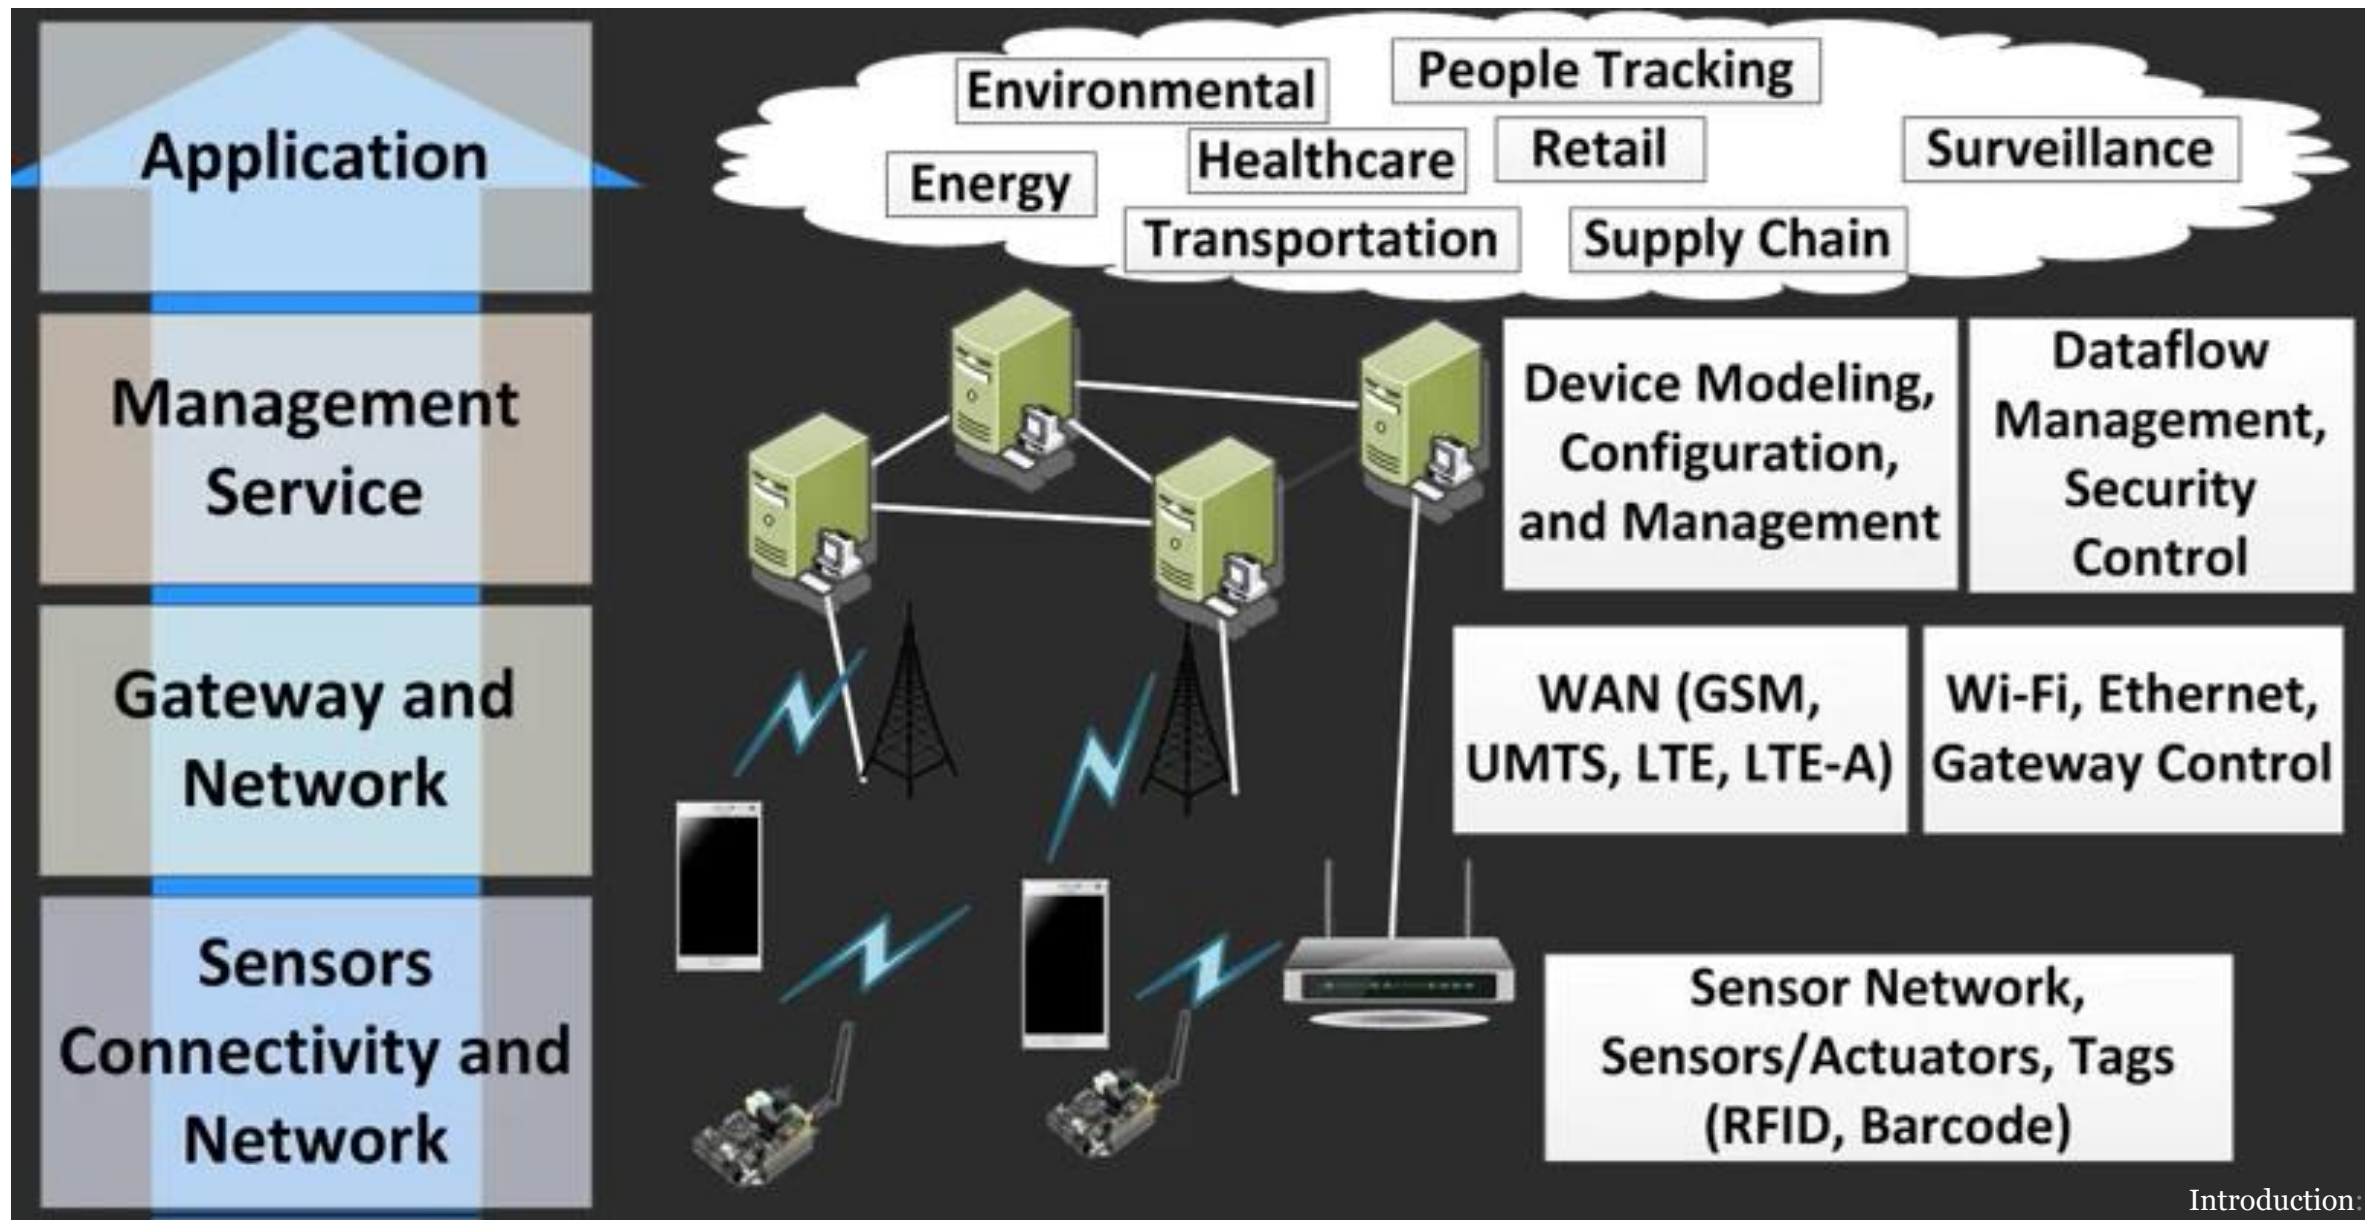 Application
Environmental
People Tracking
Healthcare
Retail
Surveillance
Energy
Transportation
Supply Chain
Management
Service
Device Modeling,
Configuration,
and Management
Dataflow
Management,
Security
Control
Gateway and
Network
WAN (GSM,
UMTS, LTE, LTE-A)
Wi-Fi, Ethernet,
Gateway Control
Sensors
Connectivity and
Network
Sensor Network,
Sensors/Actuators, Tags
(RFID, Barcode)
Introduction: